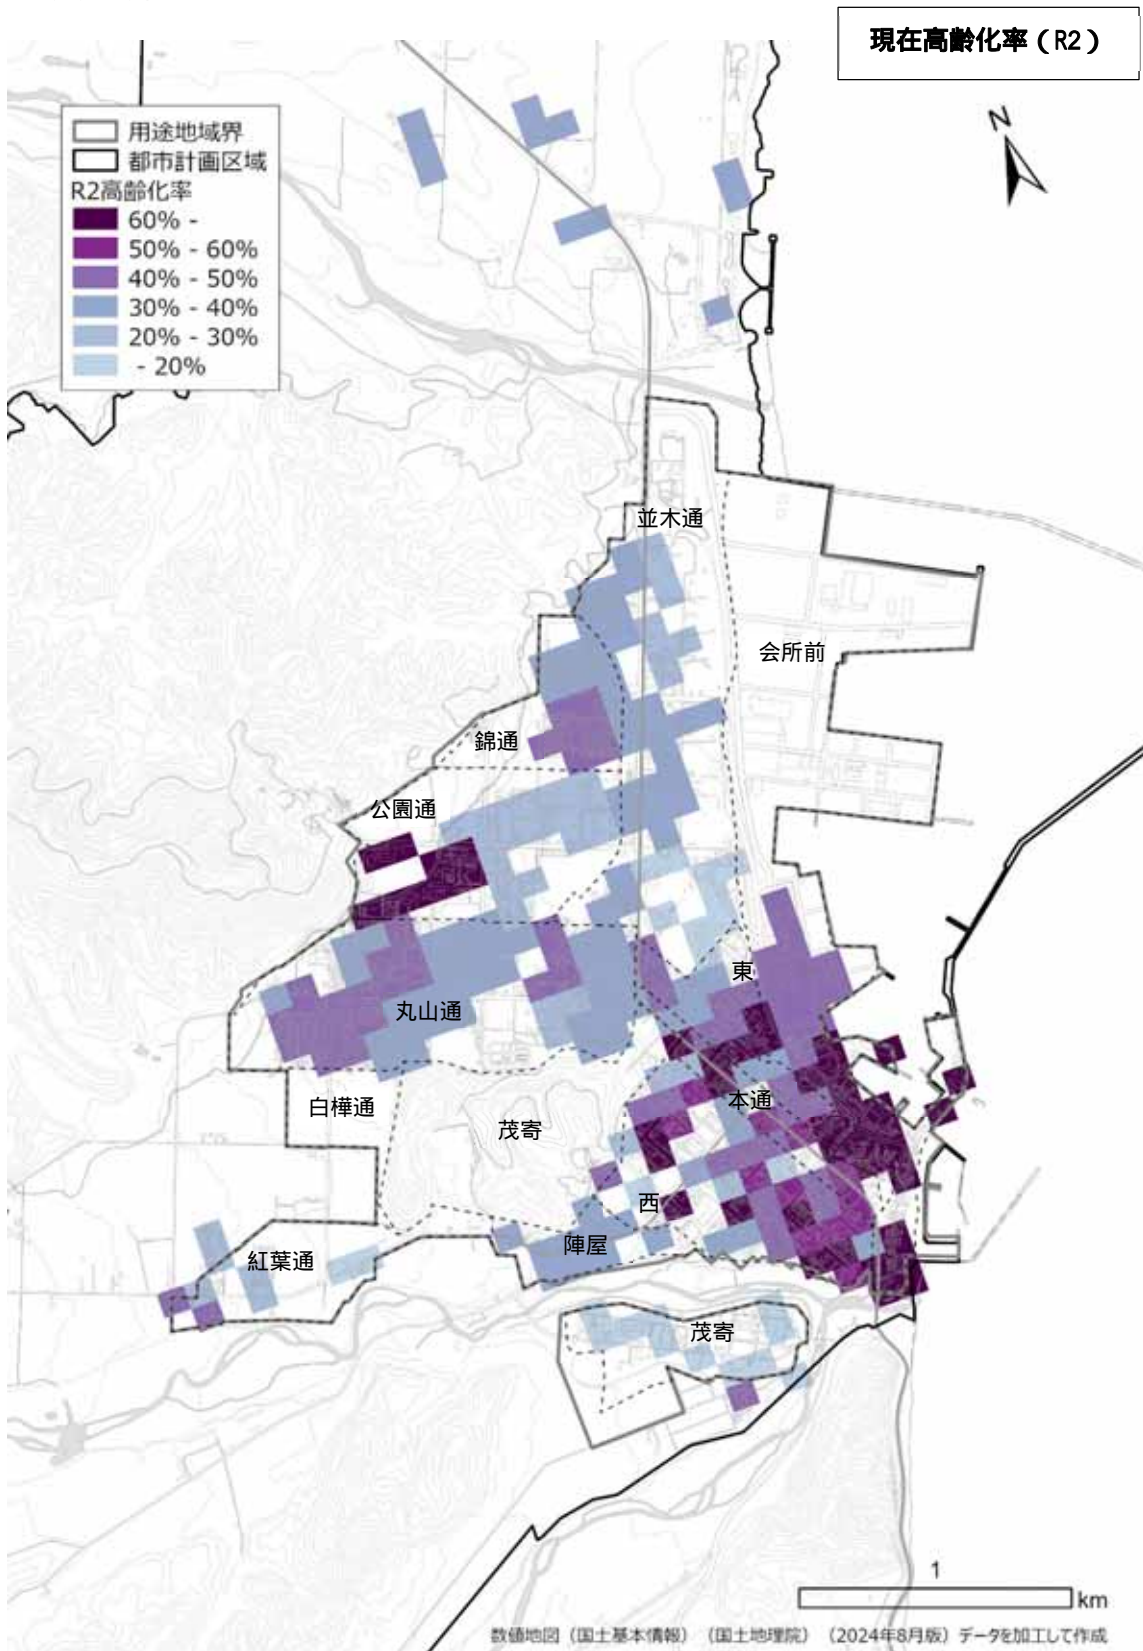 現在高齢化率（R2）
N
用途地域界
都市計画区域
R2高齢化率
60% -
50% - 60%
40% - 50%
30% - 40%
20% - 30%
- 20%
並木通
会所前
錦通
公園通
東
丸山通
本通
白樺通
茂寄
西
陣屋
紅葉通
茂寄
1
km
数値地図（国土基本情報）（国土地理院）（2024年8月版）データを加工して作成